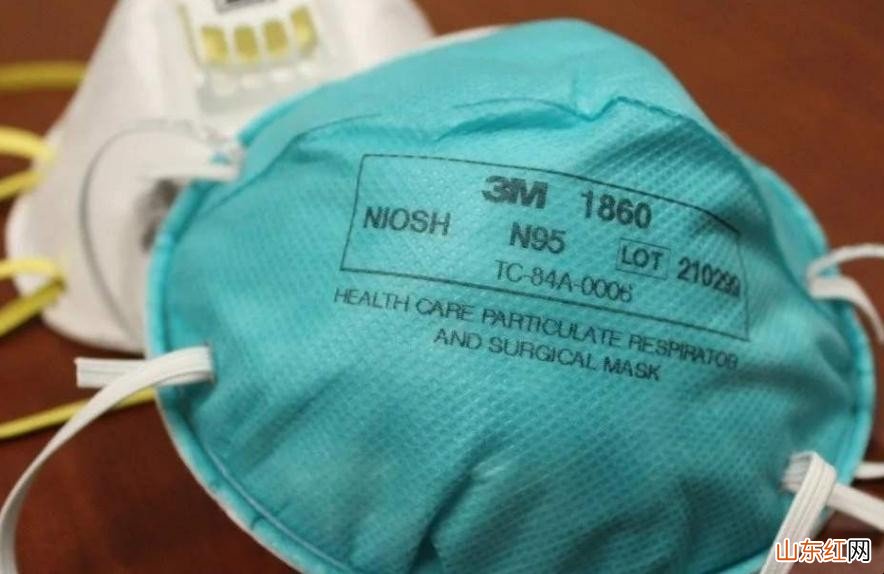 3M 1860
NIOSH N95 LOT 210299
TC-84A-0006
HEALTH CARE PARTICULATE RESPIRATOR
AND SURGICAL MASK
山东红网